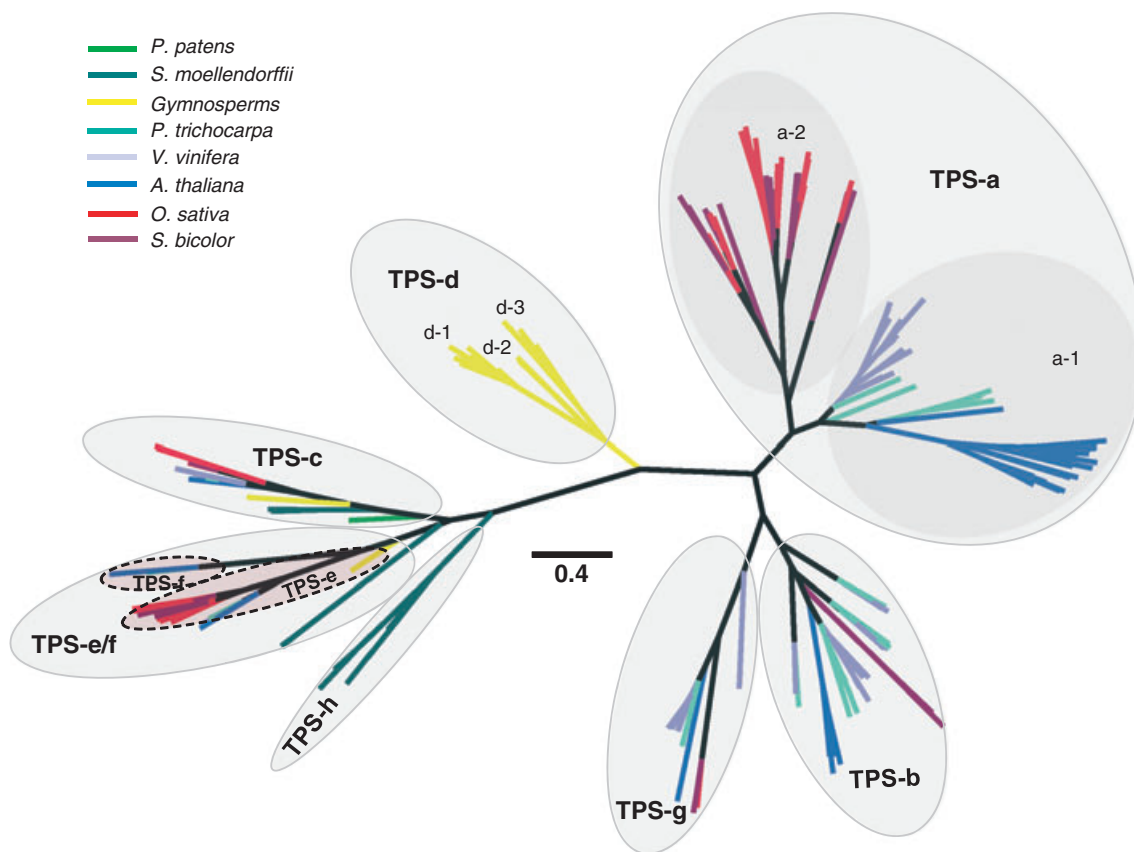 P. patens
S. moellendorffii
Gymnosperms
P. trichocarpa
V. vinifera
A. thaliana
O. sativa
S. bicolor
a-2
TPS-a
TPS-d
d-3
d-1
d-2
a-1
TPS-c
0.4
TPS-f
TPS-e
TPS-e/f
TPS-h
TPS-b
TPS-g